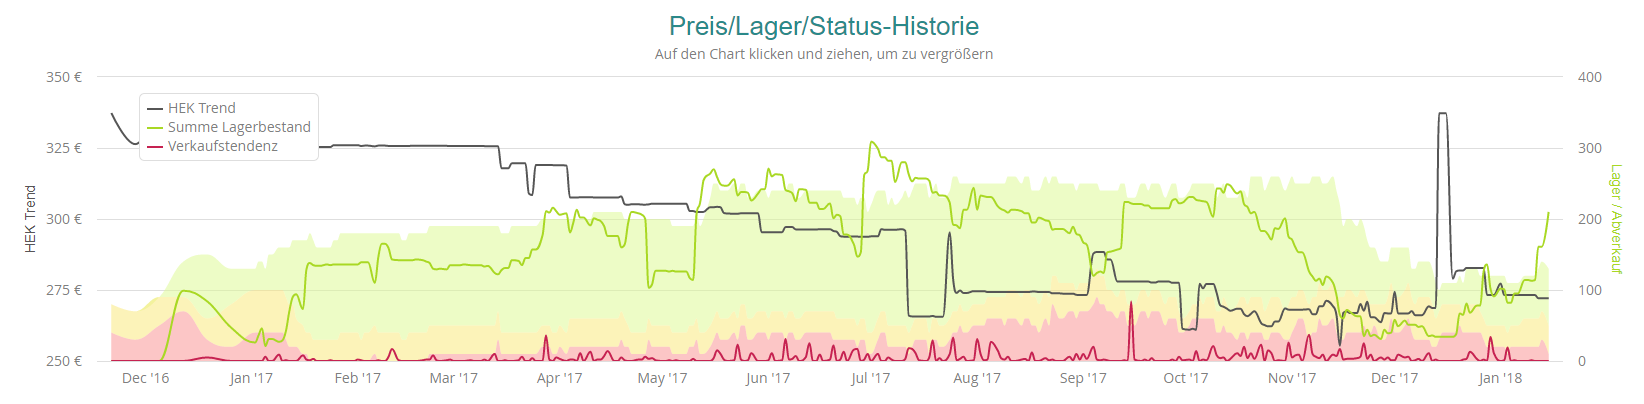 Preis/Lager/Status-Historie
Auf den Chart klicken und ziehen, um zu vergrößern
350 €
325 €
300 €
275 €
250 €
HEK Trend
HEK Trend
Summe Lagerbestand
Verkaufstendenz
400
300
200
100
0
Lager / Abverkauf
Dec '16
Jan '17
Feb '17
Mar '17
Apr '17
May '17
Jun '17
Jul '17
Aug '17
Sep '17
Oct '17
Nov '17
Dec '17
Jan '18